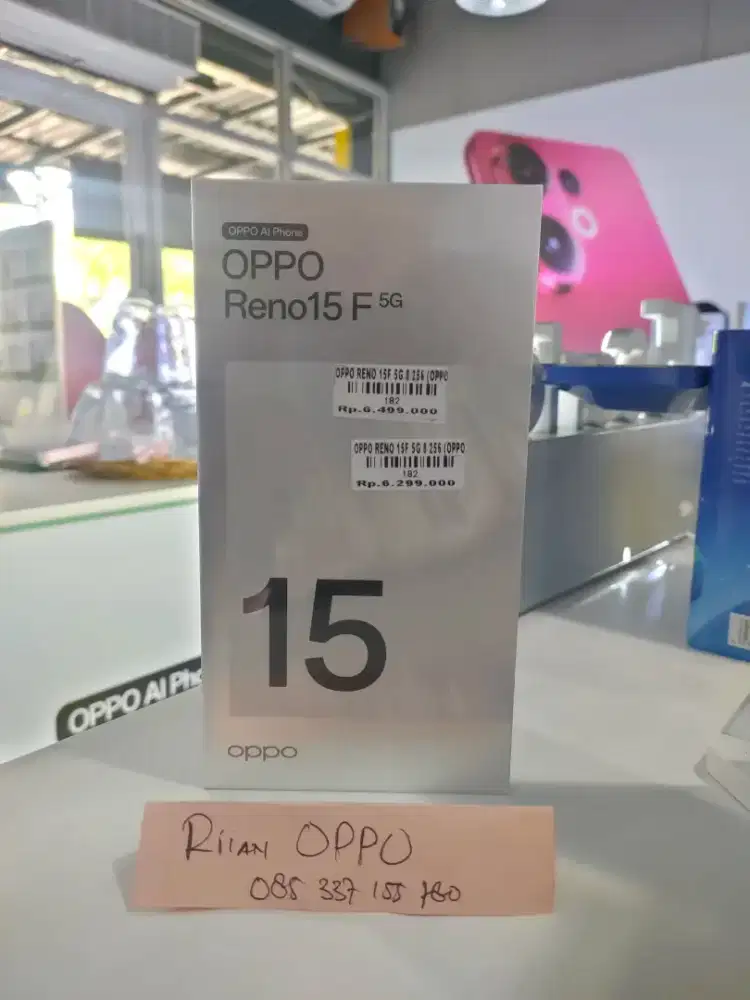 OPPO AI Phone
OPPO
Reno15 F 5G
OPPO RENO 15F 5G 8 256 (OPPO
182
Rp.6.499.000
OPPO RENO 15F 5G 8 256 (OPPO
182
Rp.6.299.000
15
OPPO AI Pho
oppo
RiiAN OPPO
085 337 155